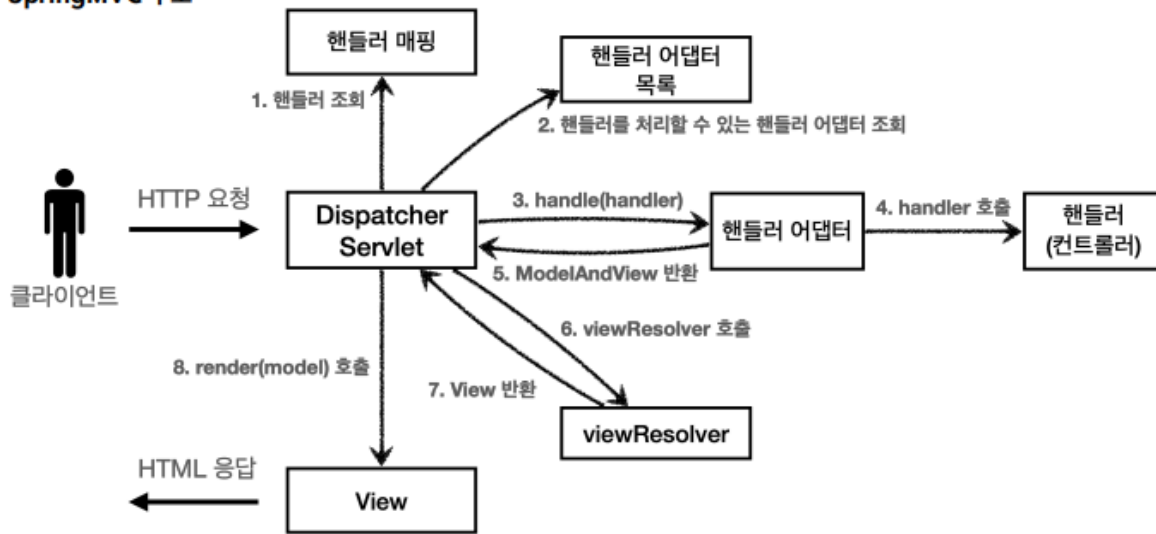 핸들러 매핑
핸들러 어댑터
목록
1. 핸들러 조회
2. 핸들러를 처리할 수 있는 핸들러 어댑터 조회
HTTP 요청
Dispatcher
Servlet
3. handle(handler)
핸들러 어댑터
4. handler 호출
핸들러
(컨트롤러)
5. ModelAndView 반환
클라이언트
6. viewResolver 호출
8. render(model) 호출
7. View 반환
viewResolver
HTML 응답
View